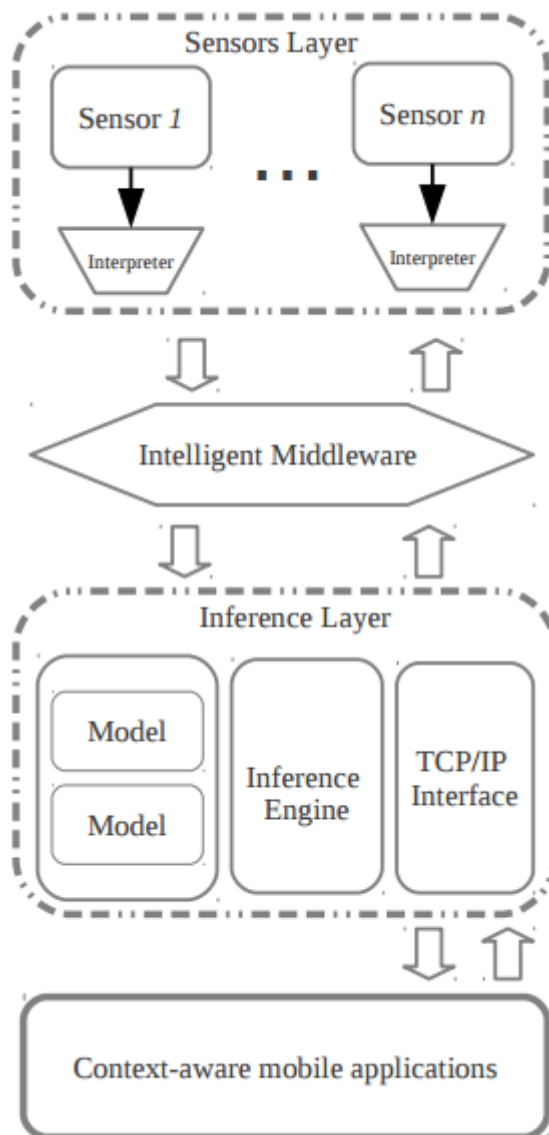 Sensors Layer
Sensor 1
Sensor n
...
Interpreter
Interpreter
Intelligent Middleware
Inference Layer
Model
Model
Inference
Engine
TCP/IP
Interface
Context-aware mobile applications